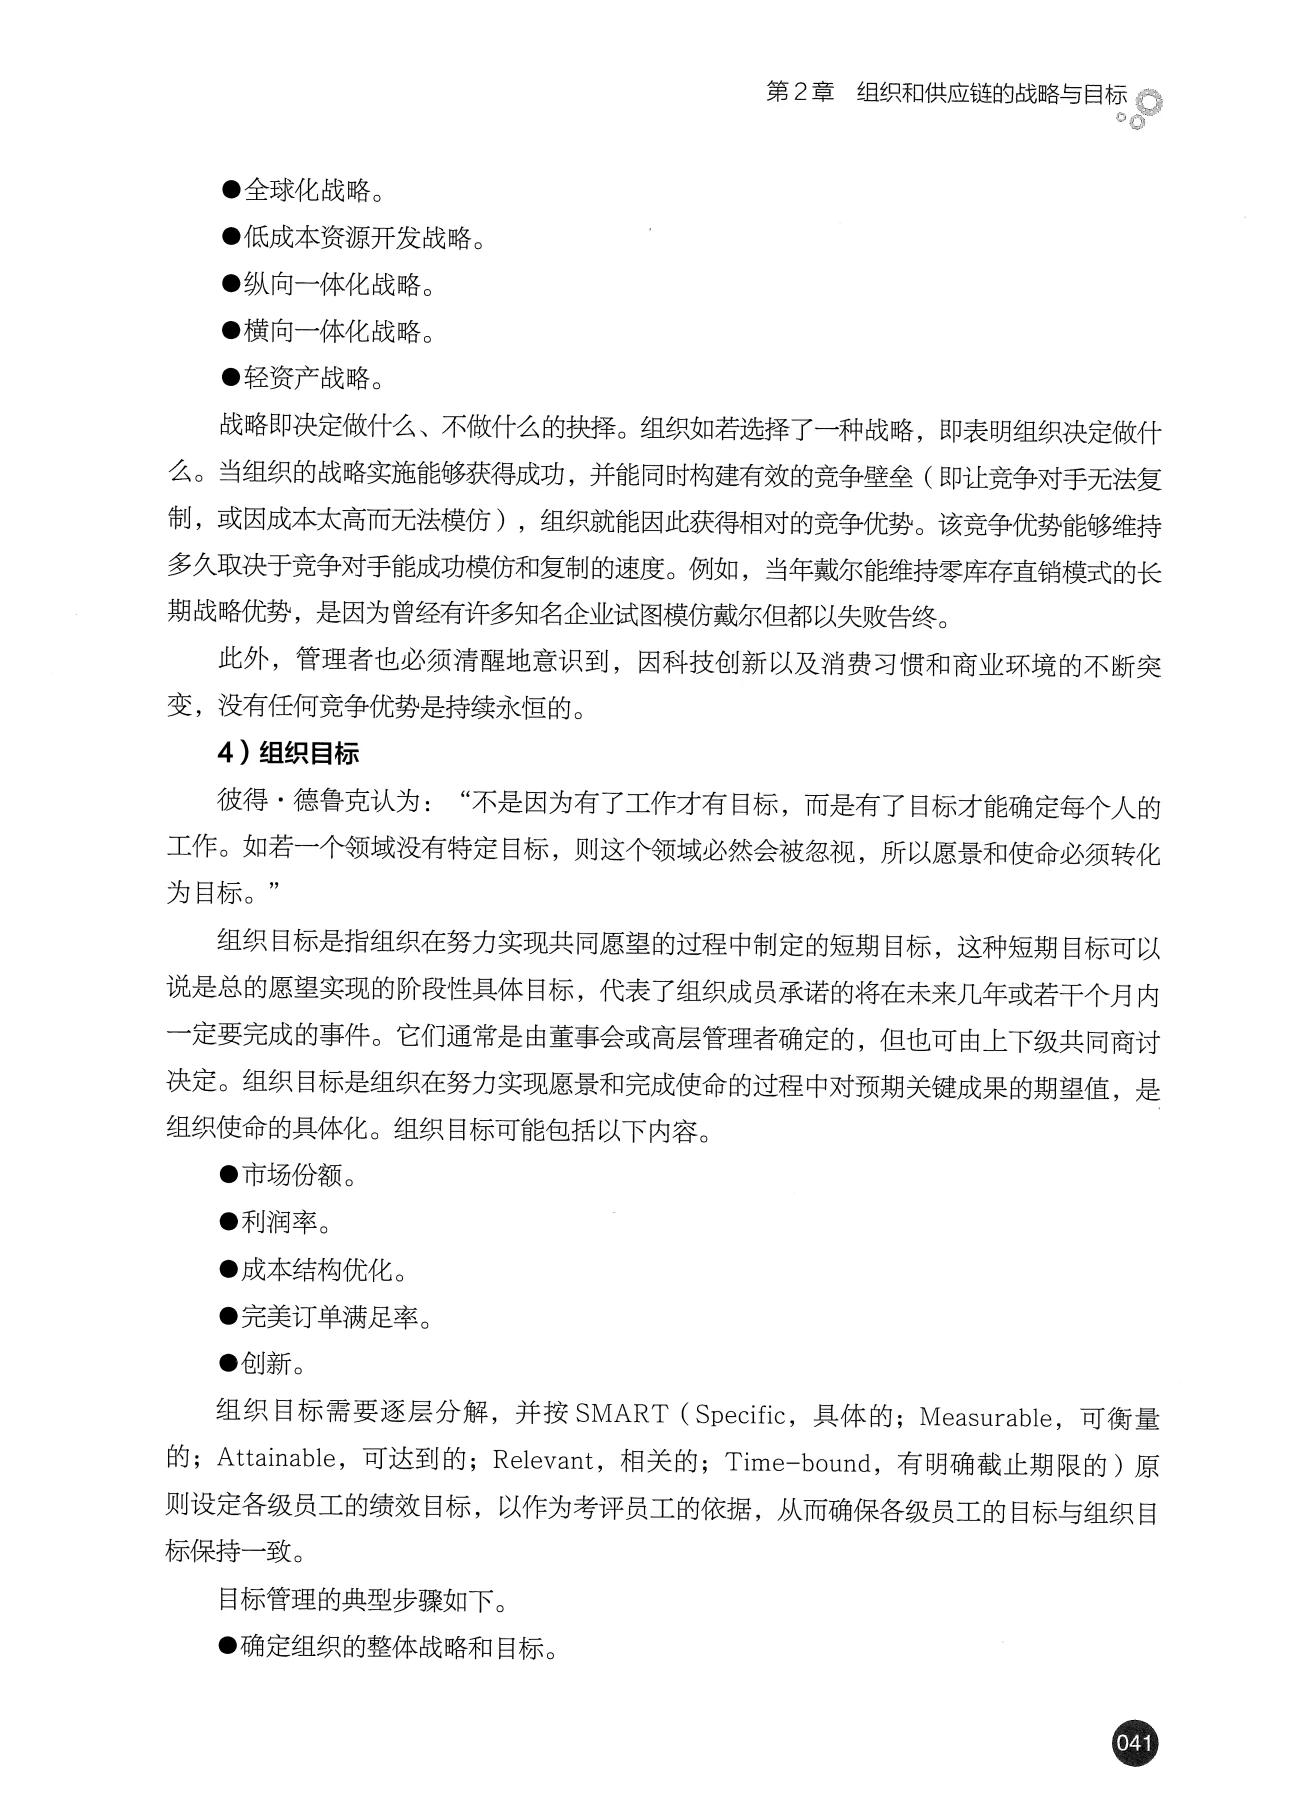 第2章　组织和供应链的战略与目标
●全球化战略。
●低成本资源开发战略。
●纵向一体化战略。
●横向一体化战略。
●轻资产战略。
战略即决定做什么、不做什么的抉择。组织如若选择了一种战略，即表明组织决定做什
么。当组织的战略实施能够获得成功，并能同时构建有效的竞争壁垒（即让竞争对手无法复
制，或因成本太高而无法模仿），组织就能因此获得相对的竞争优势。该竞争优势能够维持
多久取决于竞争对手能成功模仿和复制的速度。例如，当年戴尔能维持零库存直销模式的长
期战略优势，是因为曾经有许多知名企业试图模仿戴尔但都以失败告终。
此外，管理者也必须清醒地意识到，因科技创新以及消费习惯和商业环境的不断突
变，没有任何竞争优势是持续永恒的。
4）组织目标
彼得·德鲁克认为：“不是因为有了工作才有目标，而是有了目标才能确定每个人的
工作。如若一个领域没有特定目标，则这个领域必然会被忽视，所以愿景和使命必须转化
为目标。”
组织目标是指组织在努力实现共同愿望的过程中制定的短期目标，这种短期目标可以
说是总的愿望实现的阶段性具体目标，代表了组织成员承诺的将在未来几年或若干个月内
一定要完成的事件。它们通常是由董事会或高层管理者确定的，但也可由上下级共同商讨
决定。组织目标是组织在努力实现愿景和完成使命的过程中对预期关键成果的期望值，是
组织使命的具体化。组织目标可能包括以下内容。
●市场份额。
●利润率。
●成本结构优化。
●完美订单满足率。
●创新。
组织目标需要逐层分解，并按 SMART（Specific，具体的；Measurable，可衡量
的；Attainable，可达到的；Relevant，相关的；Time-bound，有明确截止期限的）原
则设定各级员工的绩效目标，以作为考评员工的依据，从而确保各级员工的目标与组织目
标保持一致。
目标管理的典型步骤如下。
●确定组织的整体战略和目标。
041